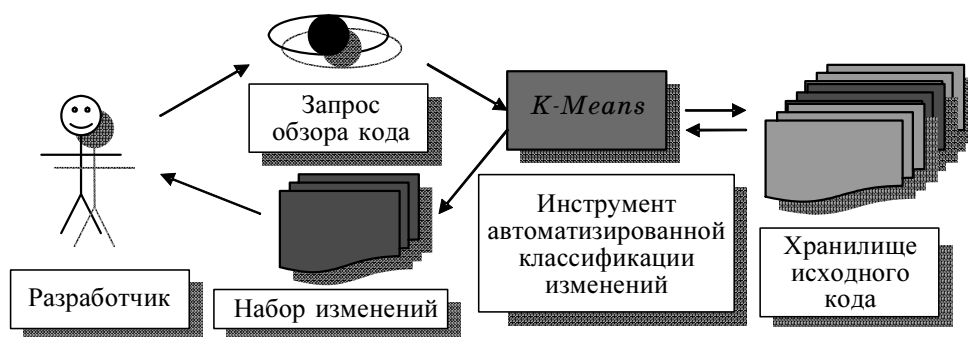 Запрос
обзора кода
K-Means
Инструмент
автоматизированной
классификации
изменений
Хранилище
исходного
кода
Разработчик
Набор изменений